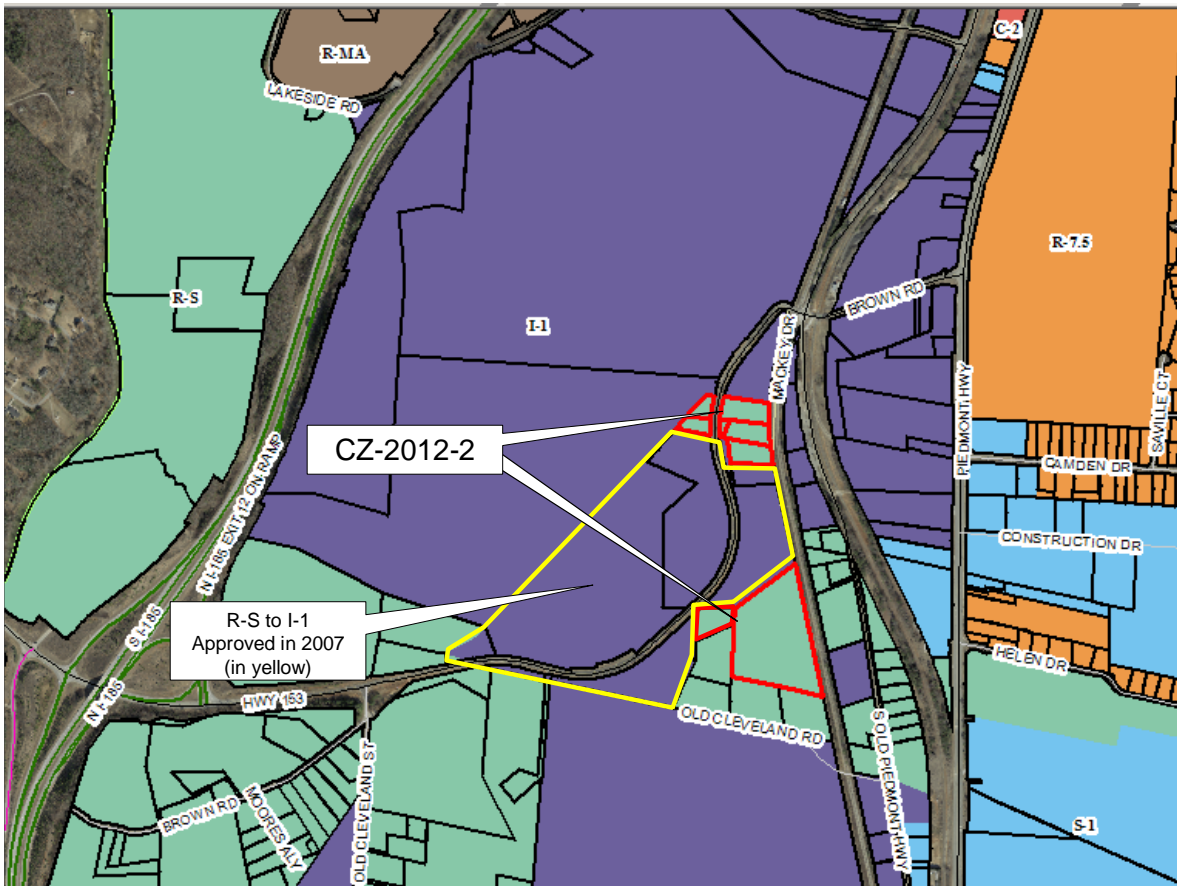 C-2
R-MA
LAKESIDE RD
R-7.5
R-S
BROWN RD
I-1
MACKEY DR
PIEDMONT HWY
SAVILLE CT
CZ-2012-2
CAMDEN DR
N I-185 EXIT 12 ON RAMP
CONSTRUCTION DR
S I-185
R-S to I-1
Approved in 2007
(in yellow)
HELEN DR
N I-185
HWY 153
OLD CLEVELAND RD
S OLD PIEDMONT HWY
BROWN RD
MOORES ALY
OLD CLEVELAND ST
S-1